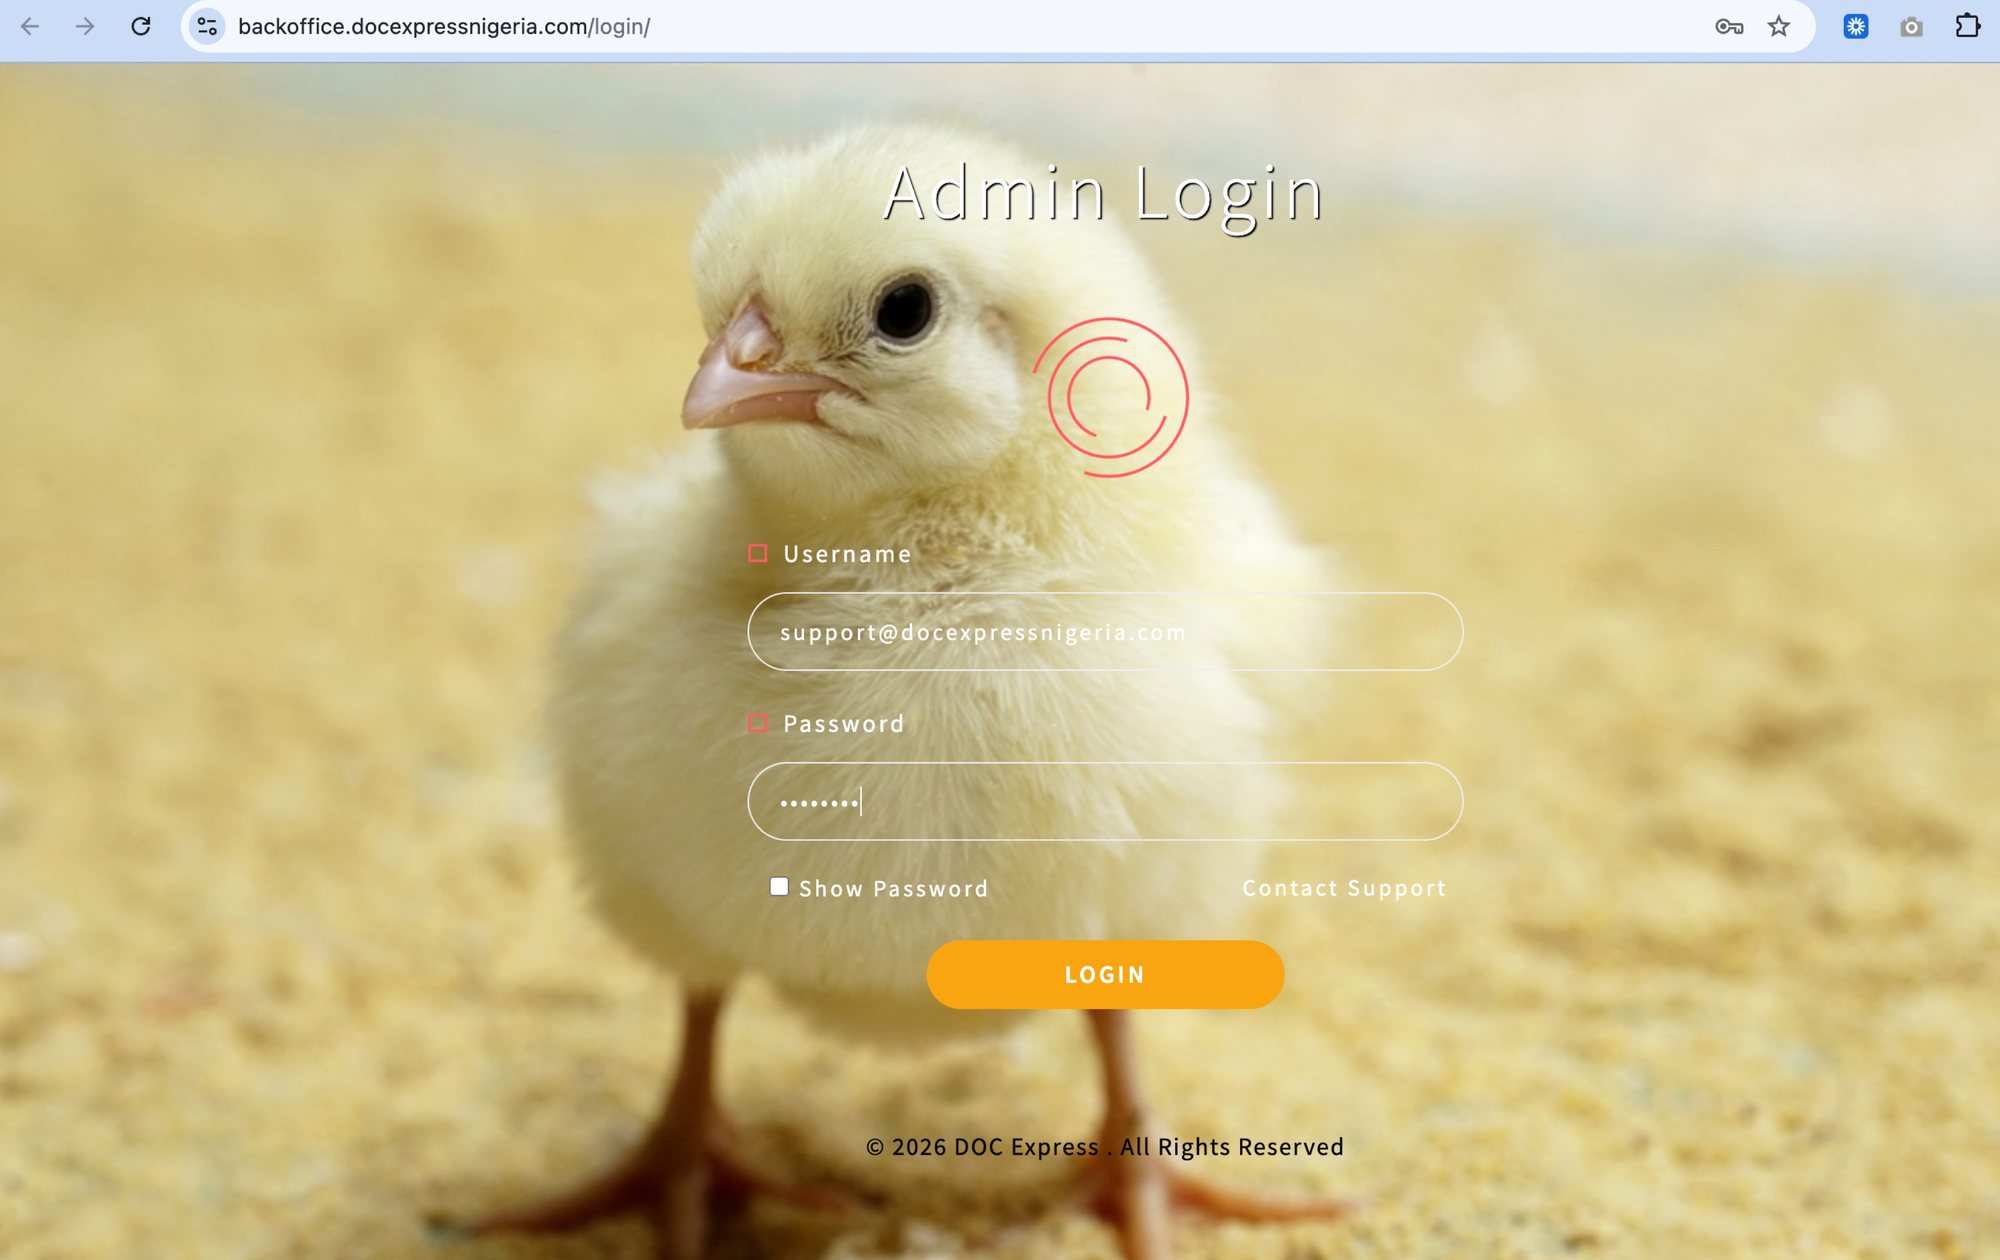 backoffice.docexpressnigeria.com/login/
Admin Login
Username
support@docexpressnigeria.com
Password
••••••••
Show Password
Contact Support
LOGIN
© 2026 DOC Express . All Rights Reserved